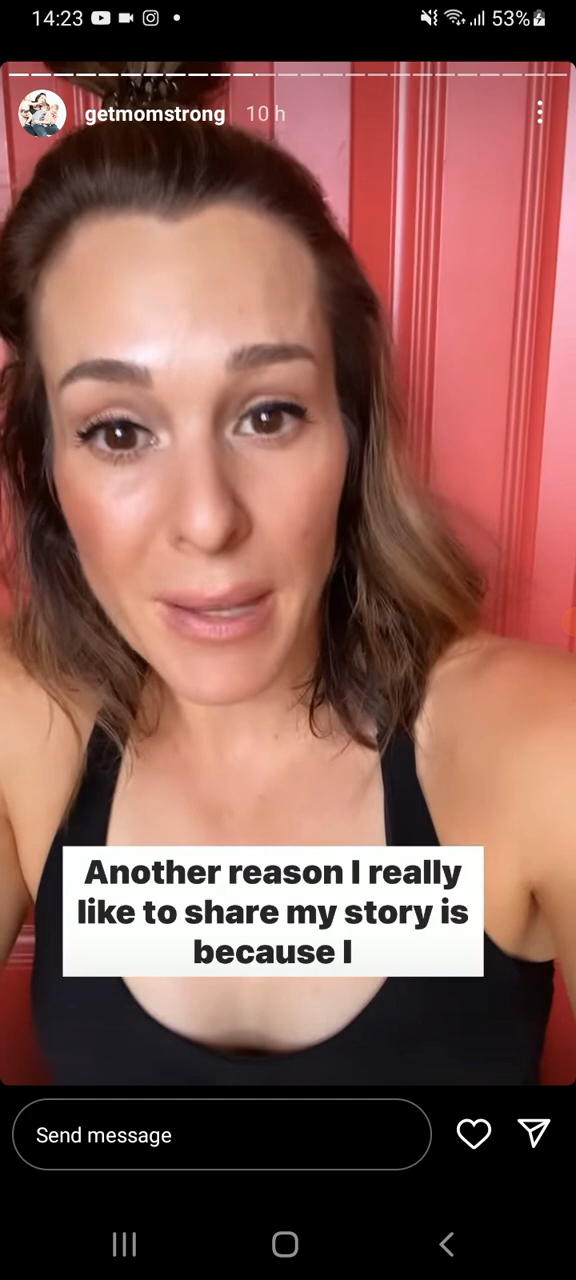 14:23 53%
getmomstrong 10 h
Another reason I really
like to share my story is
because I
Send message